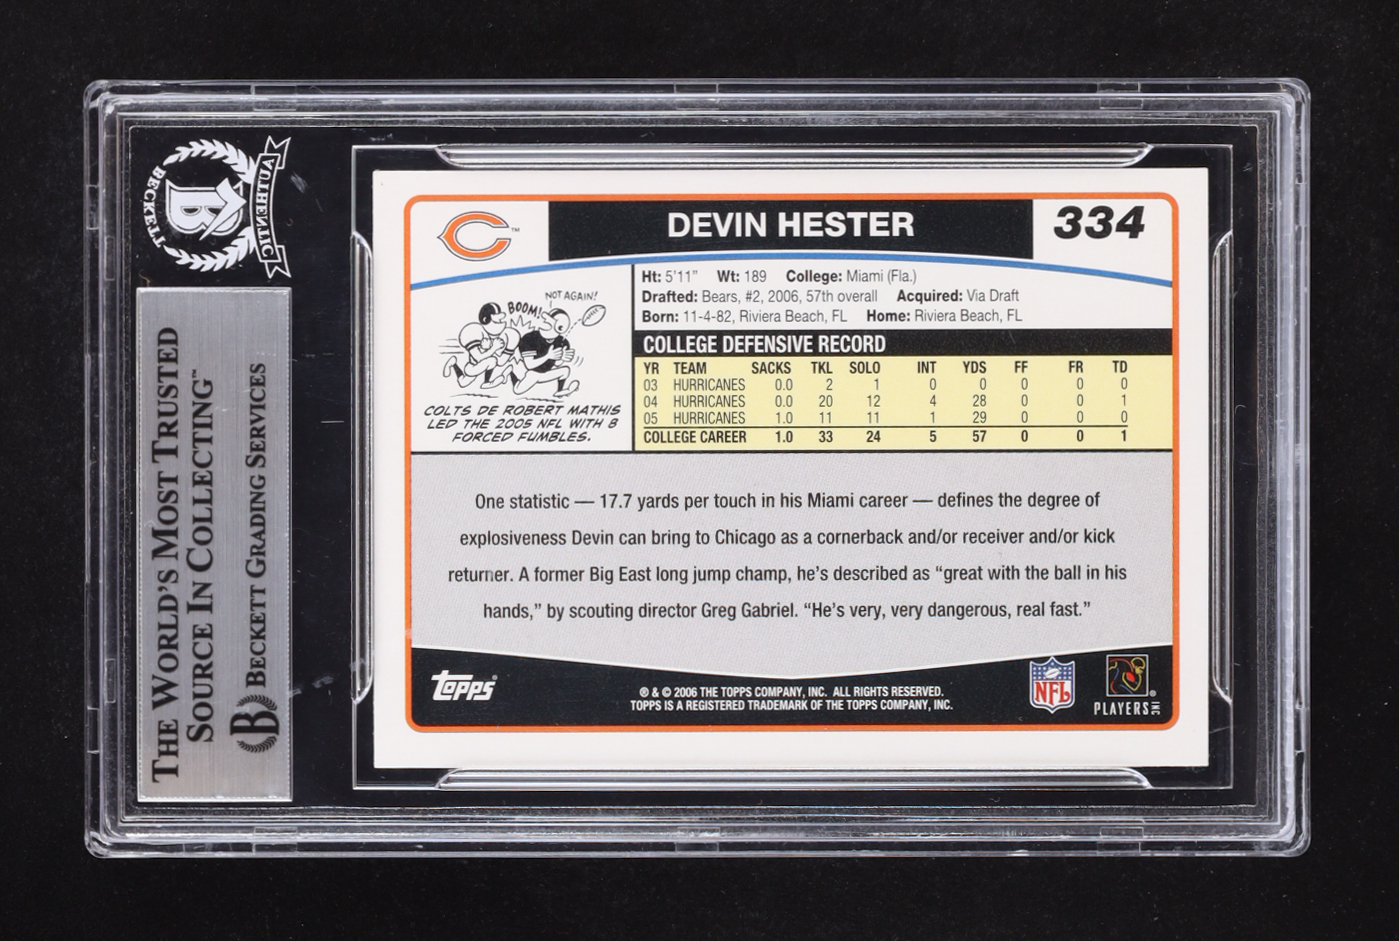 BECKETT
AUTHENTIC
B
THE WORLD'S MOST TRUSTED
SOURCE IN COLLECTING™
B BECKETT GRADING SERVICES
C™
DEVIN HESTER
334
Ht: 5'11" Wt: 189 College: Miami (Fla.)
Drafted: Bears, #2, 2006, 57th overall Acquired: Via Draft
Born: 11-4-82, Riviera Beach, FL Home: Riviera Beach, FL
BOOM!
NOT AGAIN!
COLTS DE ROBERT MATHIS
LED THE 2005 NFL WITH 8
FORCED FUMBLES.
COLLEGE DEFENSIVE RECORD
YR TEAM SACKS TKL SOLO INT YDS FF FR TD
03 HURRICANES 0.0 2 1 0 0 0 0 0
04 HURRICANES 0.0 20 12 4 28 0 0 1
05 HURRICANES 1.0 11 11 1 29 0 0 0
COLLEGE CAREER 1.0 33 24 5 57 0 0 1
One statistic — 17.7 yards per touch in his Miami career — defines the degree of
explosiveness Devin can bring to Chicago as a cornerback and/or receiver and/or kick
returner. A former Big East long jump champ, he's described as “great with the ball in his
hands,” by scouting director Greg Gabriel. “He's very, very dangerous, real fast.”
Topps®
® & © 2006 THE TOPPS COMPANY, INC. ALL RIGHTS RESERVED.
TOPPS IS A REGISTERED TRADEMARK OF THE TOPPS COMPANY, INC.
NFL
PLAYERS INC ®